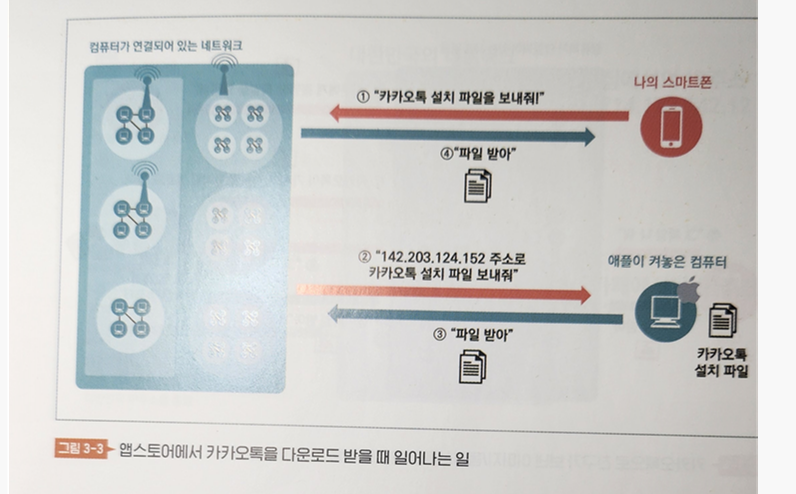 컴퓨터가 연결되어 있는 네트워크
나의 스마트폰
① "카카오톡 설치 파일을 보내줘!"
④ "파일 받아"
② "142.203.124.152 주소로
카카오톡 설치 파일 보내줘"
애플이 켜놓은 컴퓨터
③ "파일 받아"
카카오톡
설치 파일
그림 3-3 앱스토어에서 카카오톡을 다운로드 받을 때 일어나는 일